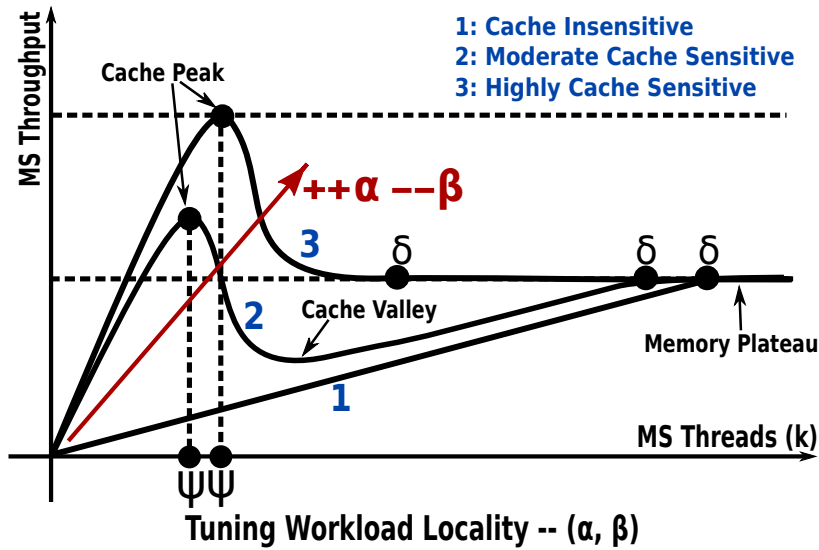 MS Throughput
1: Cache Insensitive
2: Moderate Cache Sensitive
3: Highly Cache Sensitive
Cache Peak
++α −−β
3
δ
δ
δ
2
Cache Valley
Memory Plateau
1
MS Threads (k)
ψ
ψ
Tuning Workload Locality -- (α, β)